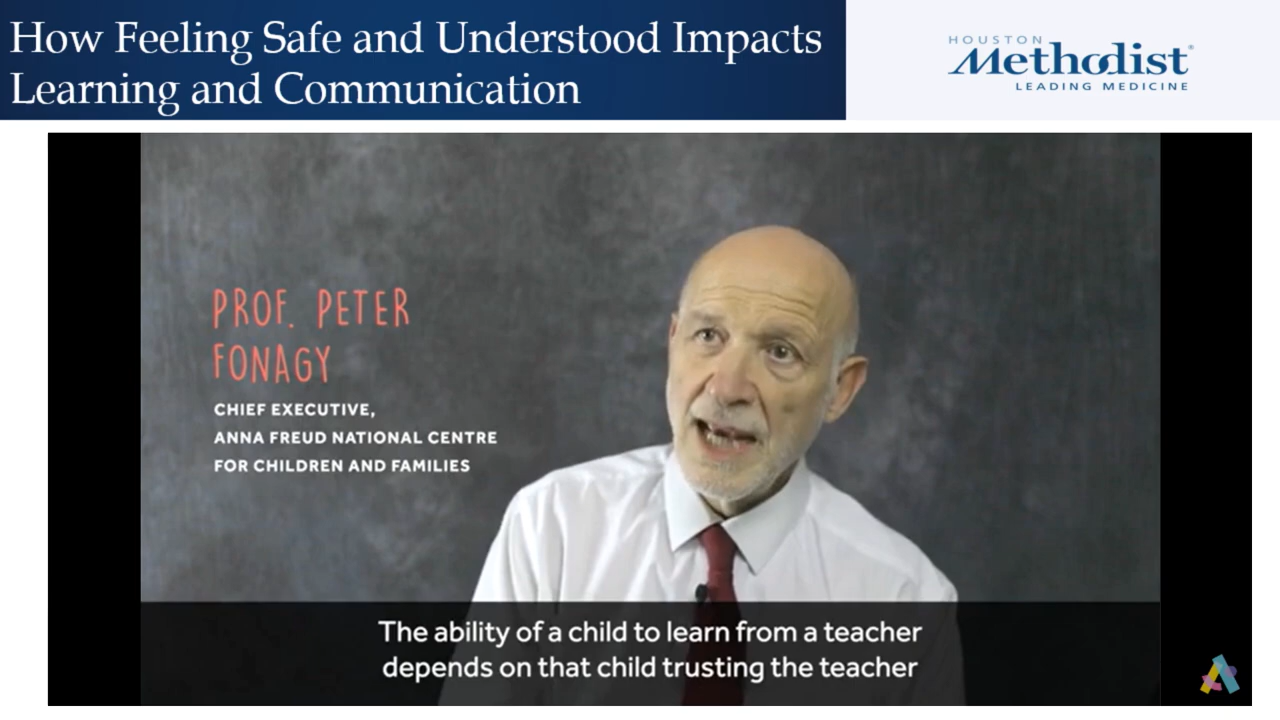 How Feeling Safe and Understood Impacts
Learning and Communication
HOUSTON
Methodist®
LEADING MEDICINE
PROF. PETER
FONAGY
CHIEF EXECUTIVE,
ANNA FREUD NATIONAL CENTRE
FOR CHILDREN AND FAMILIES
The ability of a child to learn from a teacher
depends on that child trusting the teacher